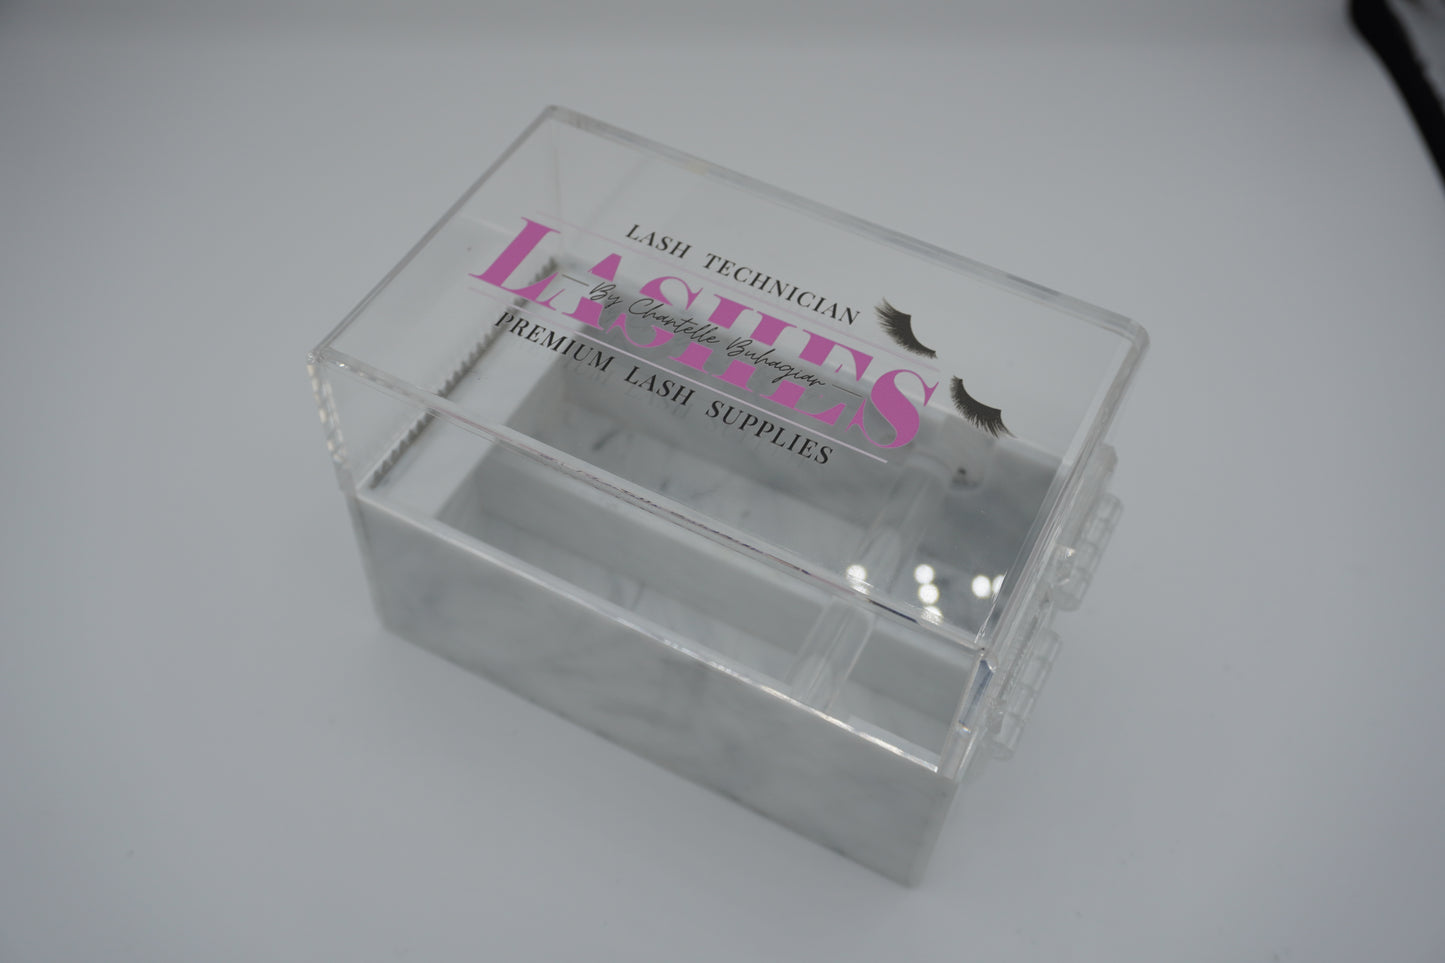 LASH TECHNICIAN
LASHES
By Chantelle Buhagiar
PREMIUM LASH SUPPLIES